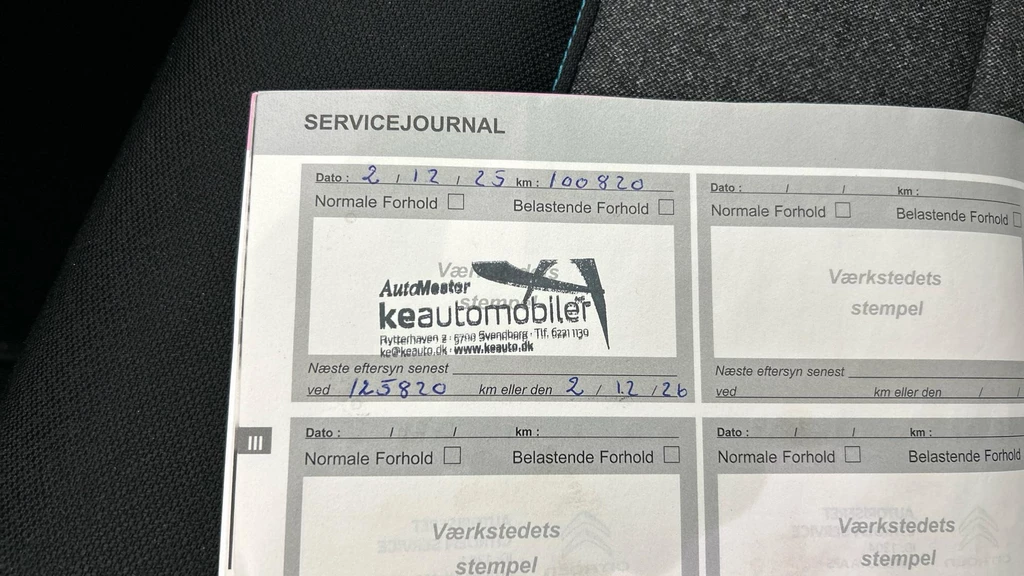 SERVICEJOURNAL
Dato : 2 / 12 / 25 km : 100820
Normale Forhold Belastende Forhold
Værkstedets
stempel
AutoMester
keautomobiler
Rytterhaven 2 · 5700 Svendborg · Tlf. 6221 1130
ke@keauto.dk · www.keauto.dk
Næste eftersyn senest
ved 125820 km eller den 2 / 12 / 26
Dato : / / km :
Normale Forhold Belastende Forhold
Værkstedets
stempel
Næste eftersyn senest
ved km eller den / /
III
Dato : / / km :
Normale Forhold Belastende Forhold
Værkstedets
stempel
Dato : / / km :
Normale Forhold Belastende Forhold
Værkstedets
stempel